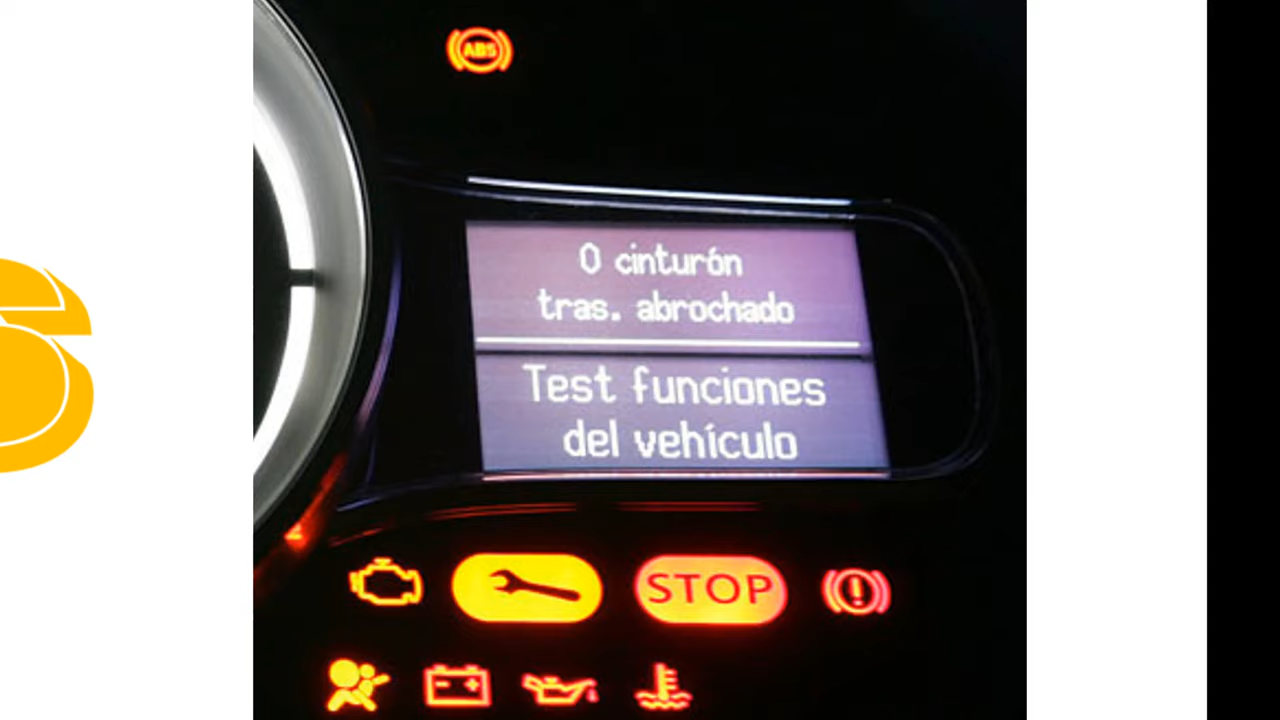 ABS
0 cinturón
tras. abrochado
Test funciones
del vehículo
STOP